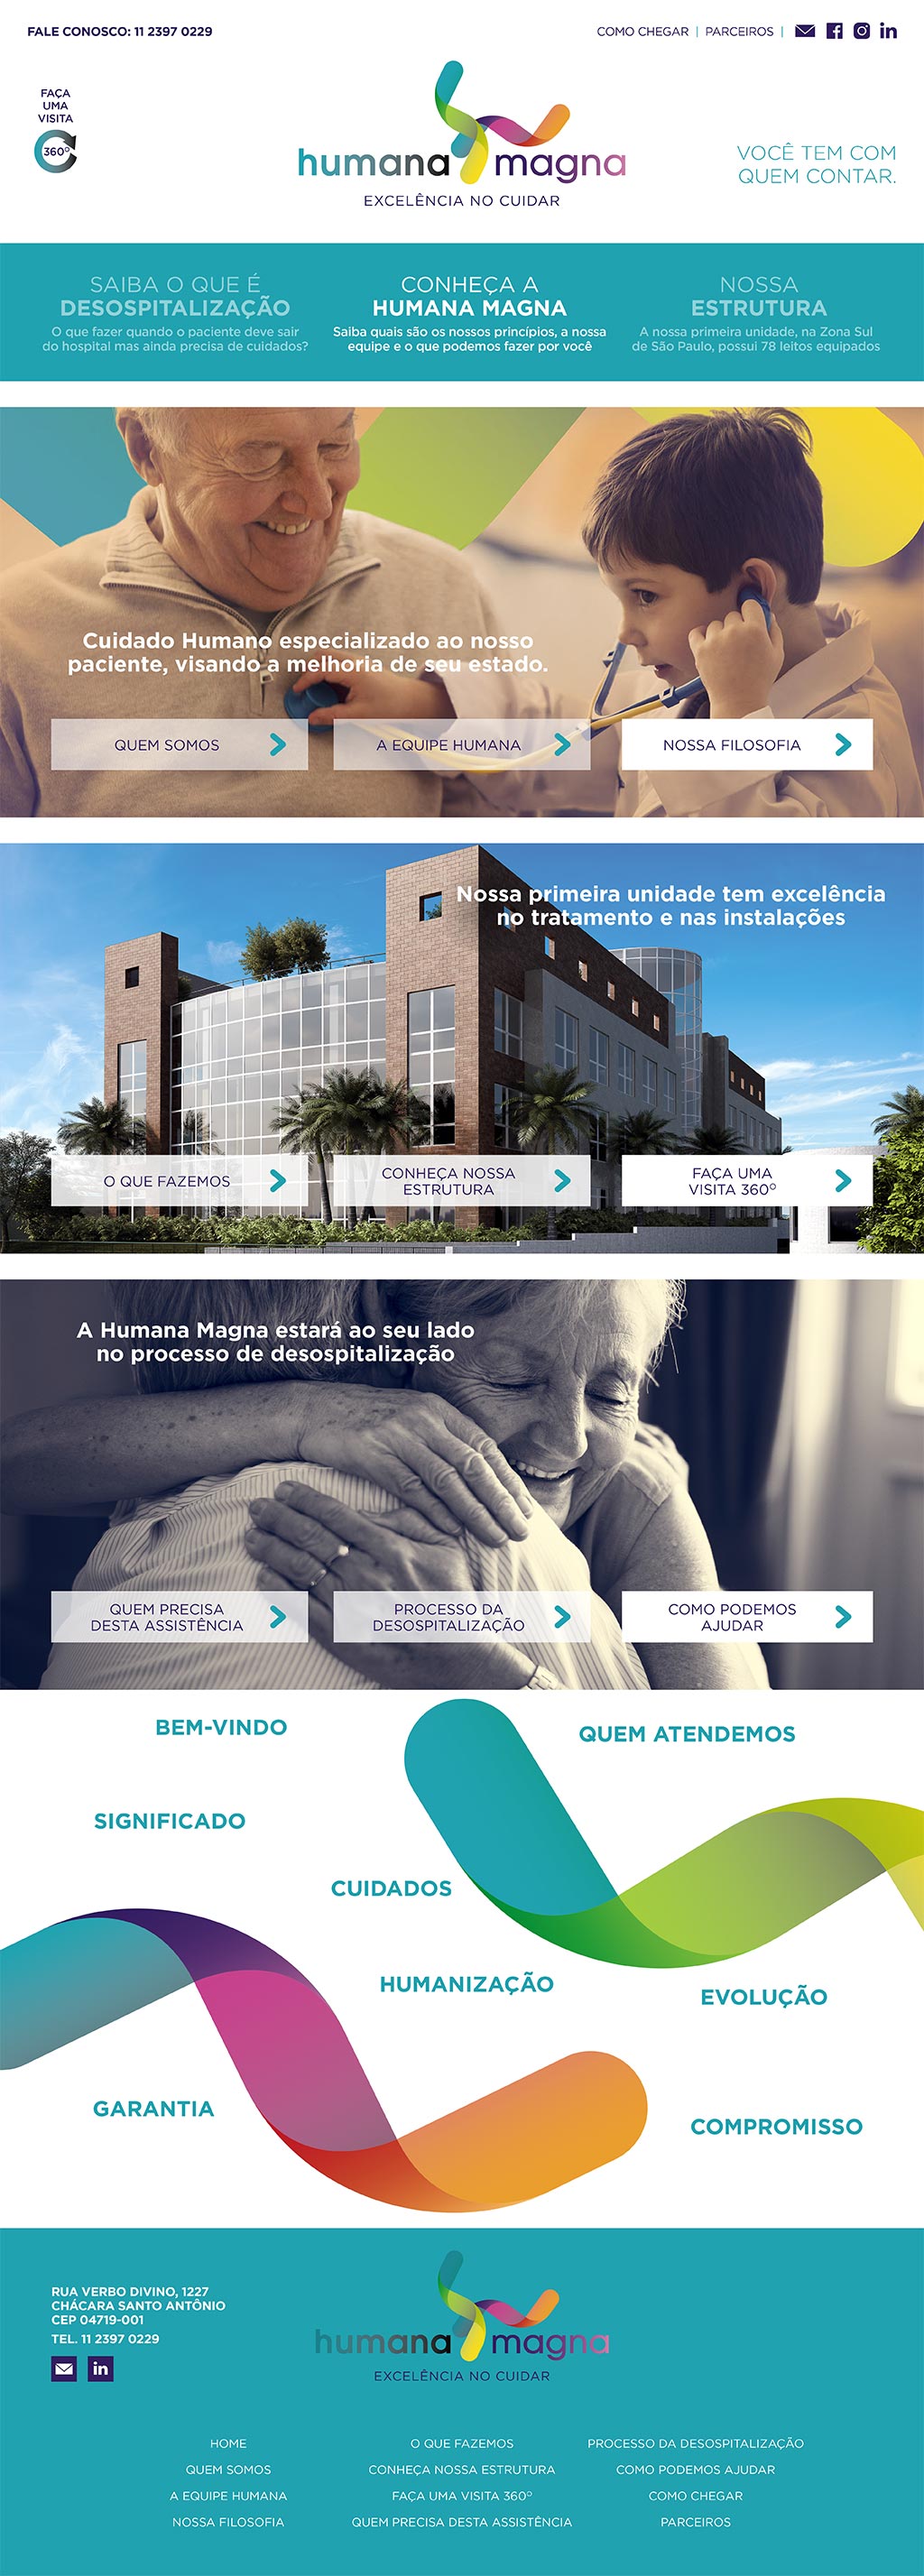 FALE CONOSCO: 11 2397 0229
COMO CHEGAR | PARCEIROS |
in
FAÇA
UMA
VISITA
360º
humana magna
EXCELÊNCIA NO CUIDAR
VOCÊ TEM COM
QUEM CONTAR.
SAIBA O QUE É
DESOSPITALIZAÇÃO
O que fazer quando o paciente deve sair
do hospital mas ainda precisa de cuidados?
CONHEÇA A
HUMANA MAGNA
Saiba quais são os nossos princípios, a nossa
equipe e o que podemos fazer por você
NOSSA
ESTRUTURA
A nossa primeira unidade, na Zona Sul
de São Paulo, possui 78 leitos equipados
Cuidado Humano especializado ao nosso
paciente, visando a melhoria de seu estado.
QUEM SOMOS
A EQUIPE HUMANA
NOSSA FILOSOFIA
Nossa primeira unidade tem excelência
no tratamento e nas instalações
O QUE FAZEMOS
CONHEÇA NOSSA
ESTRUTURA
FAÇA UMA
VISITA 360º
A Humana Magna estará ao seu lado
no processo de desospitalização
QUEM PRECISA
DESTA ASSISTÊNCIA
PROCESSO DA
DESOSPITALIZAÇÃO
COMO PODEMOS
AJUDAR
BEM-VINDO
QUEM ATENDEMOS
SIGNIFICADO
CUIDADOS
HUMANIZAÇÃO
EVOLUÇÃO
GARANTIA
COMPROMISSO
RUA VERBO DIVINO, 1227
CHÁCARA SANTO ANTÔNIO
CEP 04719-001
TEL. 11 2397 0229
in
humana magna
EXCELÊNCIA NO CUIDAR
HOME
QUEM SOMOS
A EQUIPE HUMANA
NOSSA FILOSOFIA
O QUE FAZEMOS
CONHEÇA NOSSA ESTRUTURA
FAÇA UMA VISITA 360º
QUEM PRECISA DESTA ASSISTÊNCIA
PROCESSO DA DESOSPITALIZAÇÃO
COMO PODEMOS AJUDAR
COMO CHEGAR
PARCEIROS